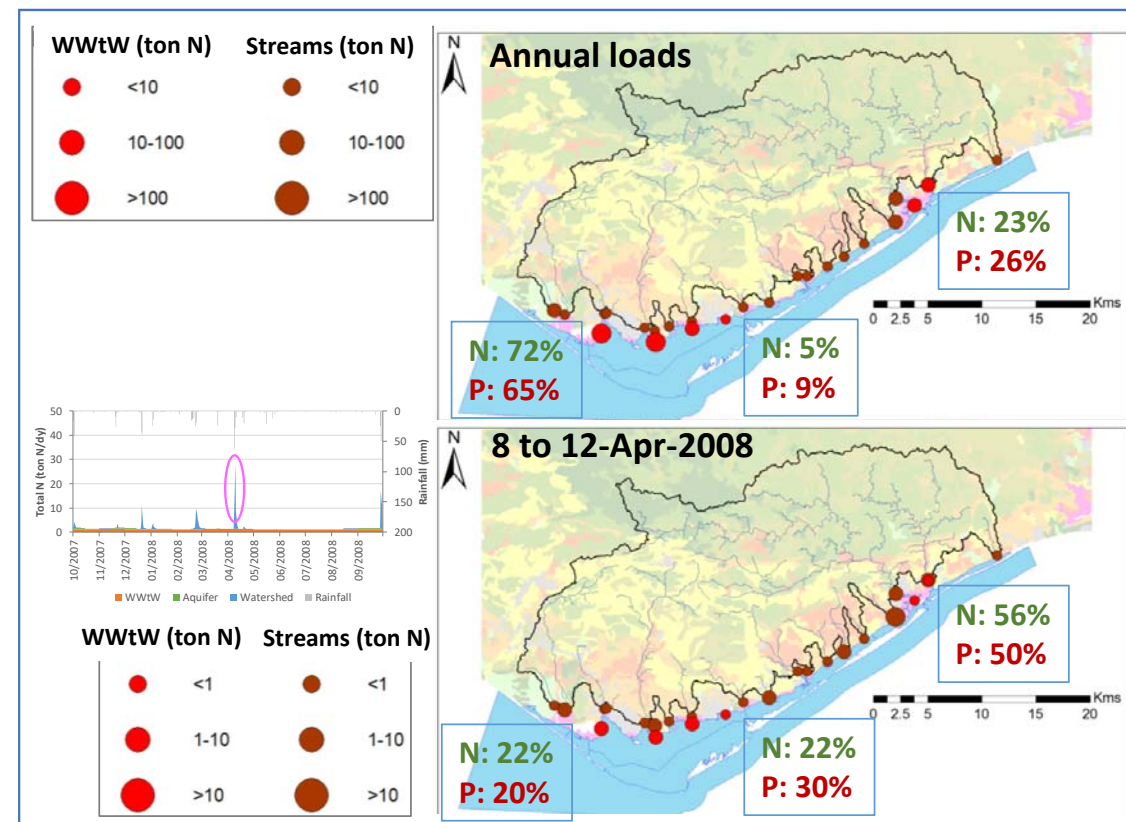 WWtW (ton N) Streams (ton N)
<10 <10
10-100 10-100
>100 >100
N
Annual loads
N: 23%
P: 26%
Kms
0 2.5 5 10 15 20
N: 72%
P: 65%
N: 5%
P: 9%
50
40
30
20
10
0
Total N (ton N/dy)
0
50
100
150
200
Rainfall (mm)
10/2007
11/2007
12/2007
01/2008
02/2008
03/2008
04/2008
05/2008
06/2008
07/2008
08/2008
09/2008
WWtW Aquifer Watershed Rainfall
WWtW (ton N) Streams (ton N)
<1 <1
1-10 1-10
>10 >10
N
8 to 12-Apr-2008
N: 56%
P: 50%
Kms
0 2.5 5 10 15 20
N: 22%
P: 20%
N: 22%
P: 30%